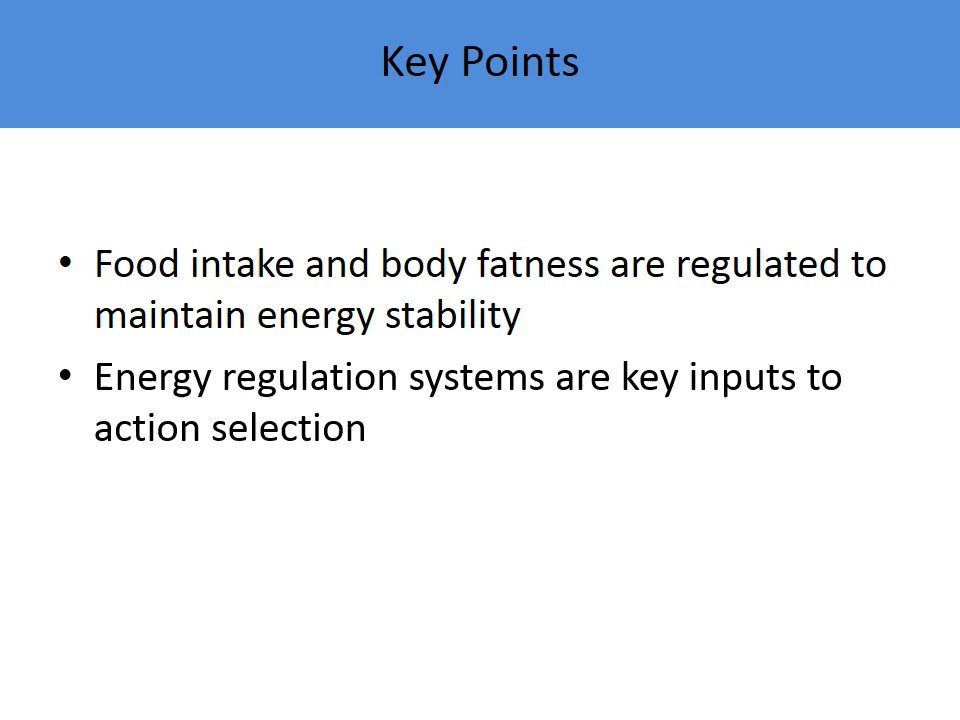 Key Points
• Food intake and body fatness are regulated to
maintain energy stability
• Energy regulation systems are key inputs to
action selection